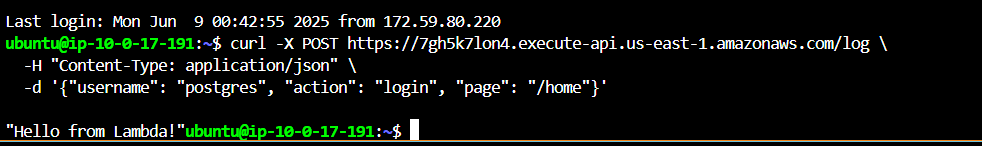 Last login: Mon Jun  9 00:42:55 2025 from 172.59.80.220
ubuntu@ip-10-0-17-191:~$ curl -X POST https://7gh5k7lon4.execute-api.us-east-1.amazonaws.com/log \
  -H "Content-Type: application/json" \
  -d '{"username": "postgres", "action": "login", "page": "/home"}'
"Hello from Lambda!"ubuntu@ip-10-0-17-191:~$